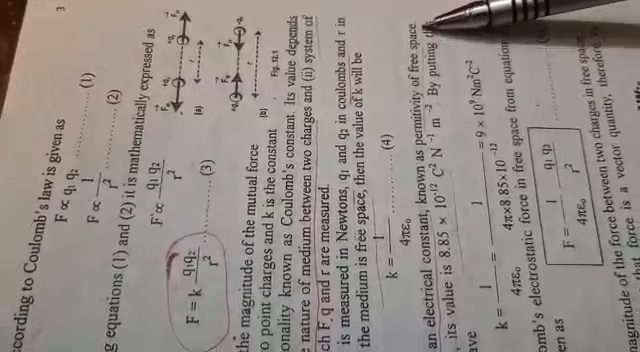 3
ccording to Coulomb's law is given as
F ∝ q₁ q₂ ............ (1)
F ∝ 1/r² ............ (2)
g equations (1) and (2) it is mathematically expressed as
F ∝ q₁ q₂/r²
F = k q₁q₂/r² ............ (3)
(a)
(b)
Fig. 12.1
the magnitude of the mutual force
o point charges and k is the constant
onality known as Coulomb's constant. Its value depends
nature of medium between two charges and (ii) system of
ch F, q and r are measured.
is measured in Newtons, q₁ and q₂ in coulombs and r in
the medium is free space, then the value of k will be
k = 1/4πε₀ ............ (4)
an electrical constant, known as permitivity of free space.
its value is 8.85 × 10⁻¹² C² N⁻¹ m⁻². By putting
ave
k = 1/4πε₀ = 1/4π×8.85×10⁻¹² = 9 × 10⁹ Nm²C⁻²
omb's electrostatic force in free space from equation
en as
F = 1/4πε₀ q₁ q₂/r²
magnitude of the force between two charges in free space
that force is a vector quantity, therefore